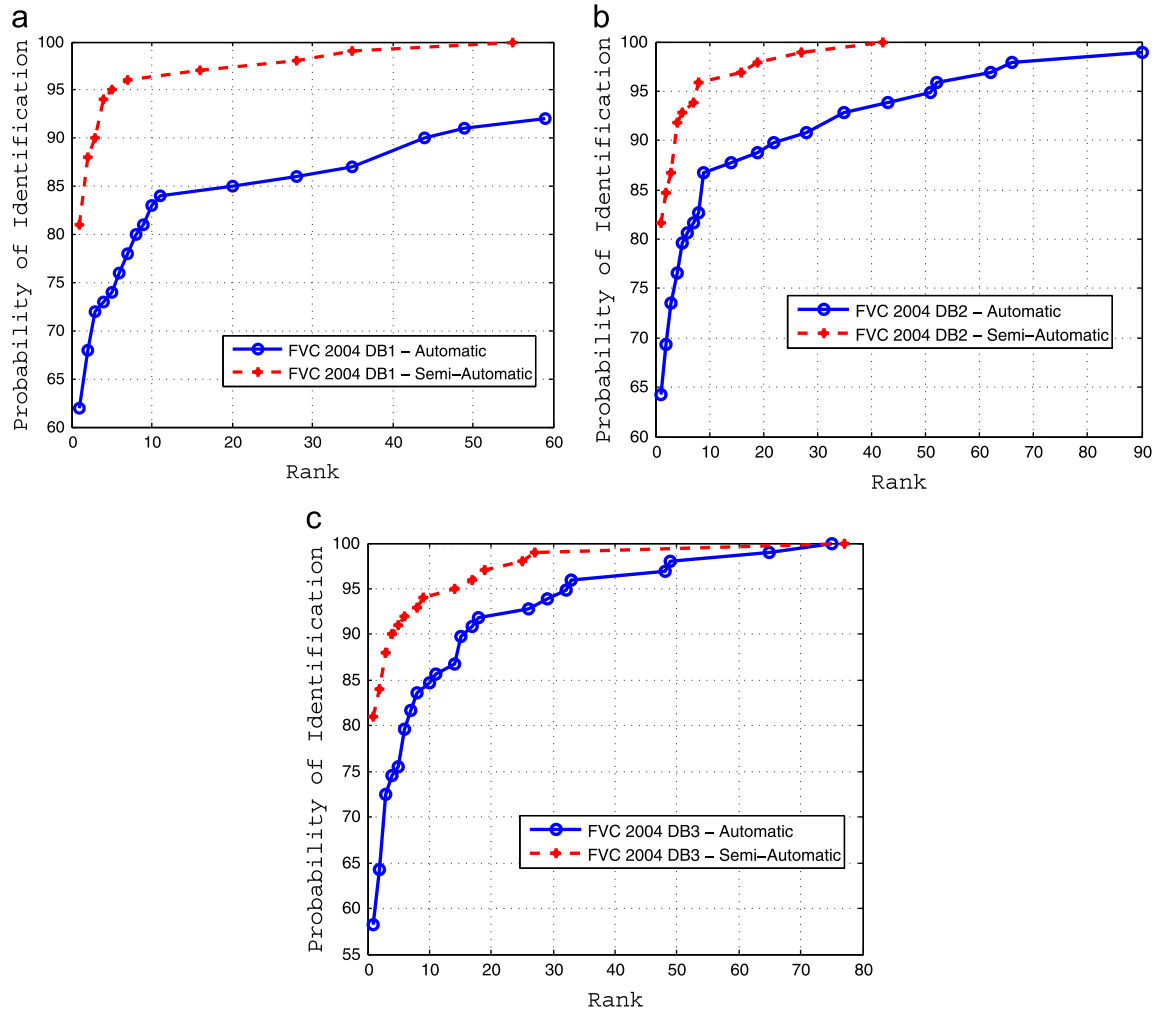 a
Probability of Identification
100
95
90
85
80
75
70
65
60
0 10 20 30 40 50 60
Rank
FVC 2004 DB1 – Automatic
FVC 2004 DB1 – Semi–Automatic
b
Probability of Identification
100
95
90
85
80
75
70
65
60
0 10 20 30 40 50 60 70 80 90
Rank
FVC 2004 DB2 – Automatic
FVC 2004 DB2 – Semi–Automatic
c
Probability of Identification
100
95
90
85
80
75
70
65
60
55
0 10 20 30 40 50 60 70 80
Rank
FVC 2004 DB3 – Automatic
FVC 2004 DB3 – Semi–Automatic